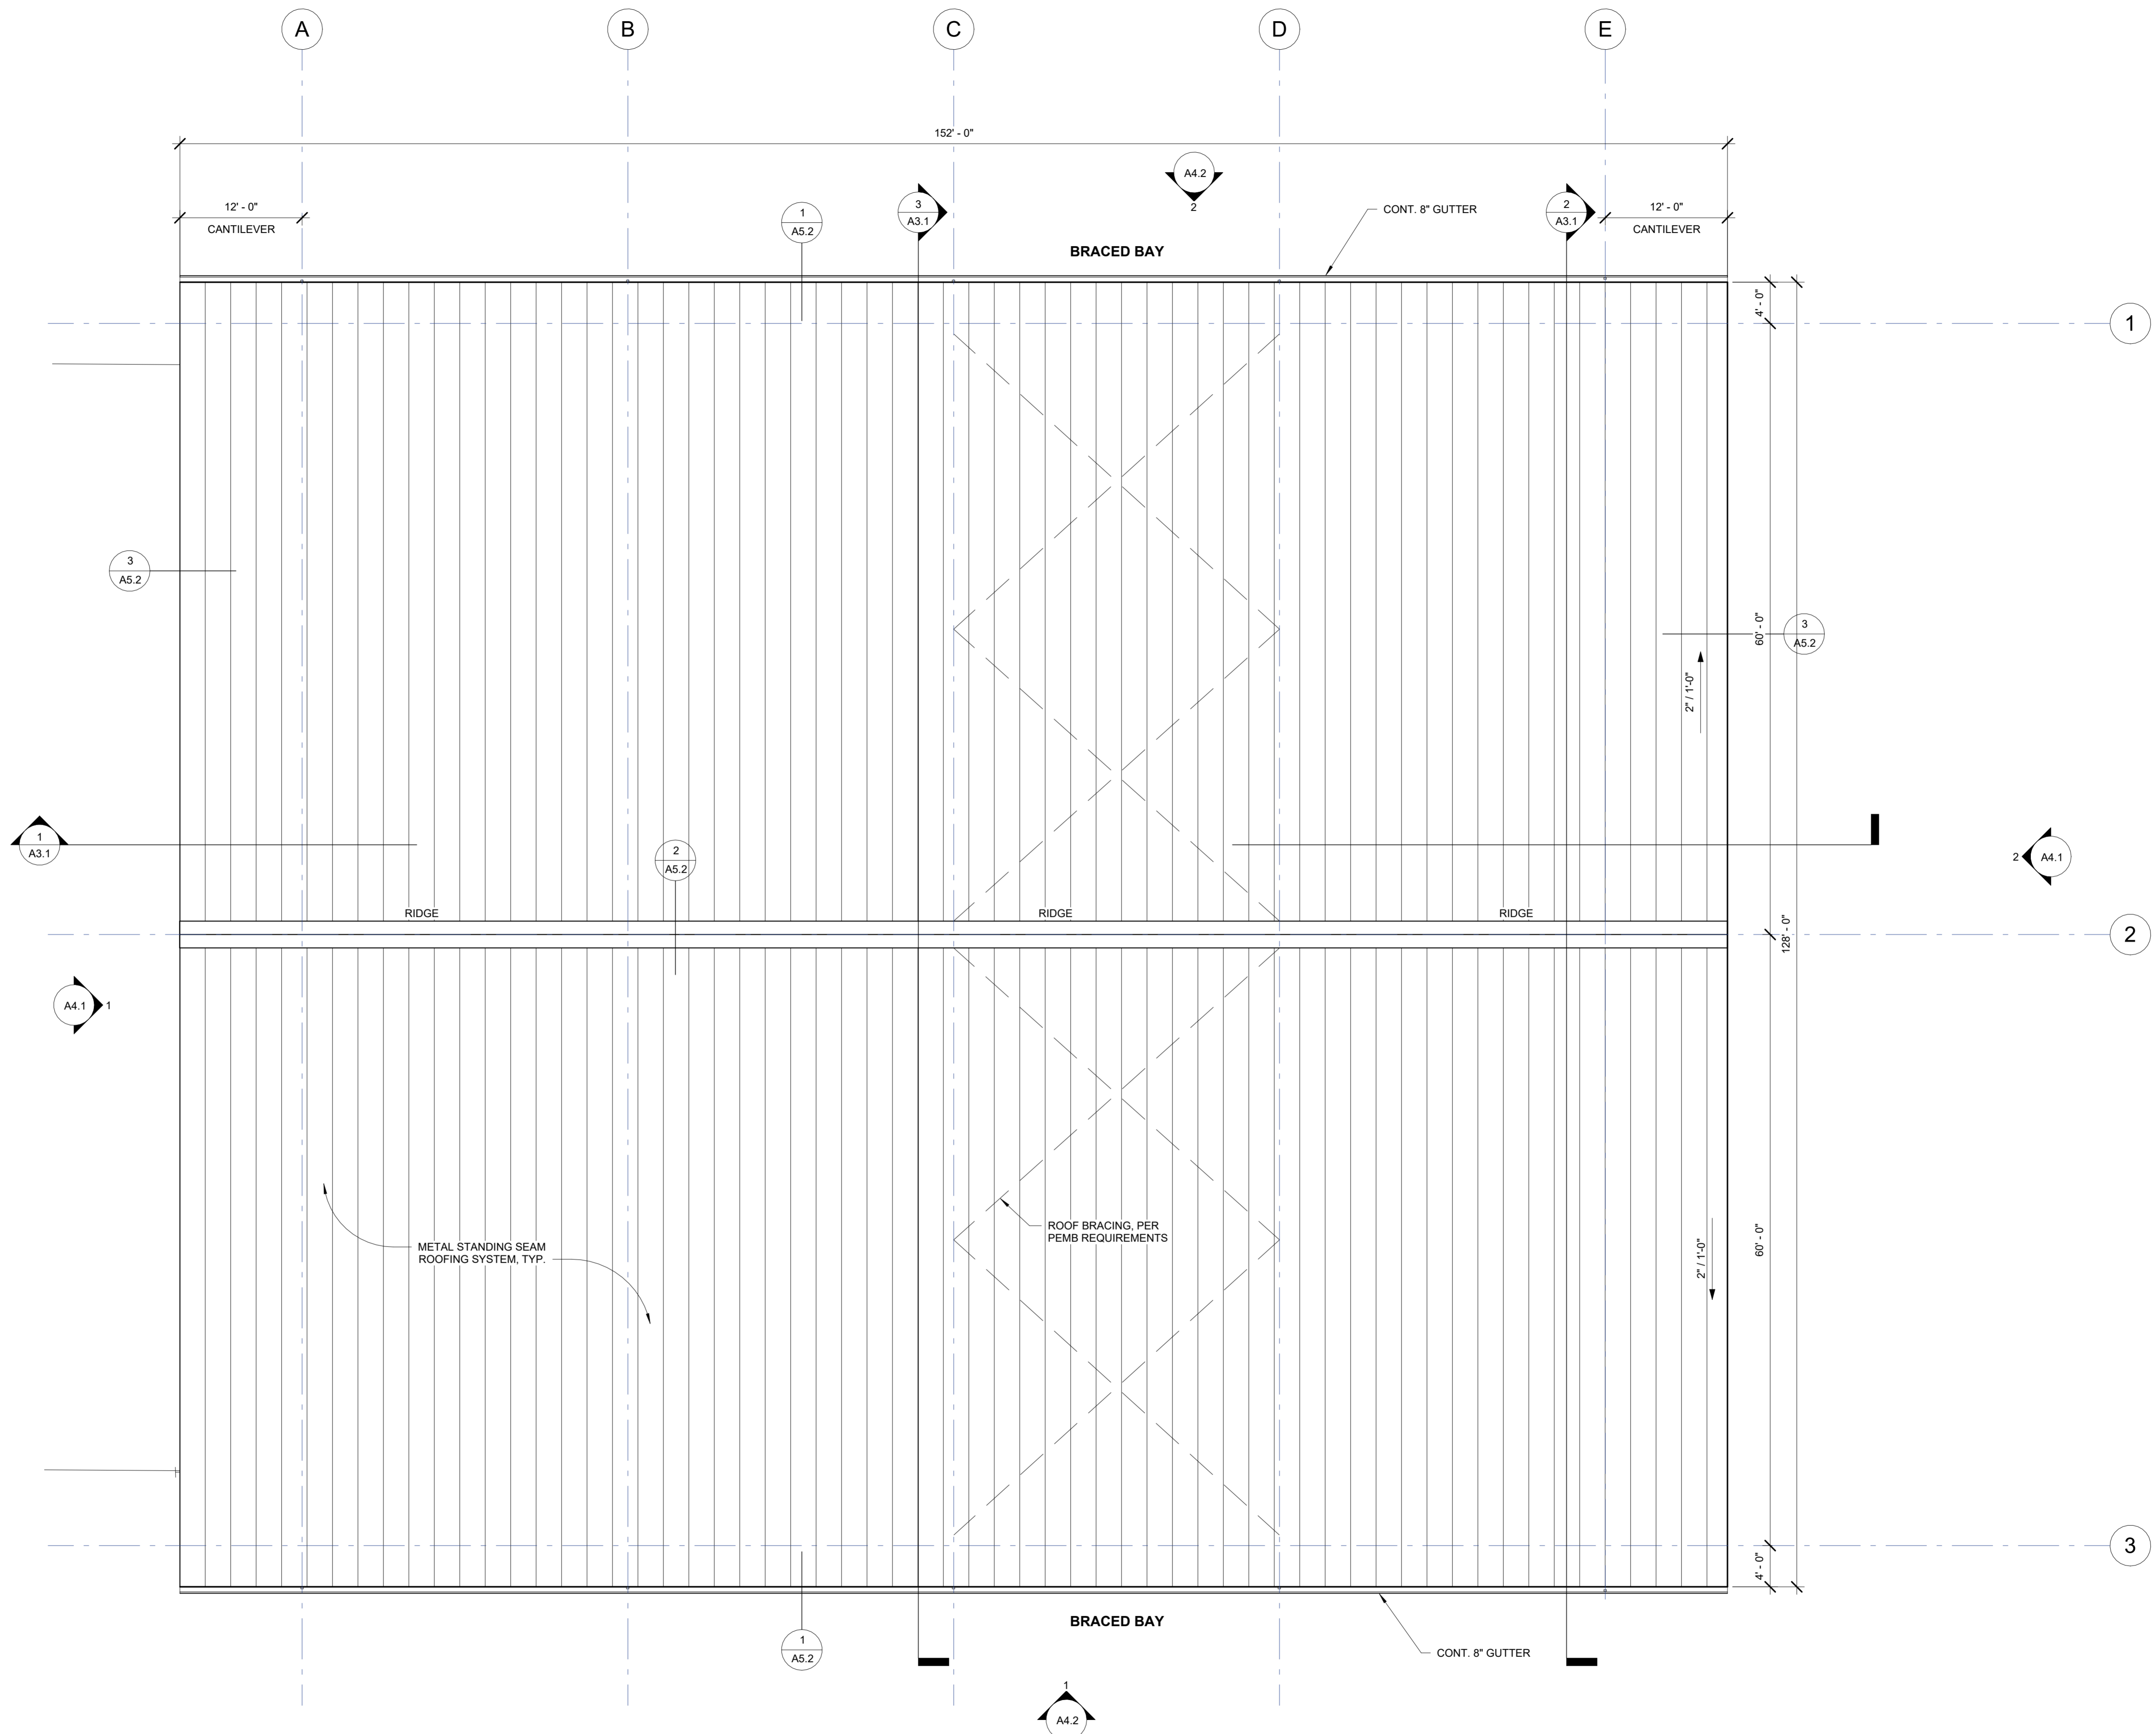 A
B
C
D
E
152' - 0"
12' - 0"
CANTILEVER
1
A5.2
3
A3.1
A4.2
2
BRACED BAY
CONT. 8" GUTTER
2
A3.1
12' - 0"
CANTILEVER
4' - 0"
1
3
A5.2
60' - 0"
3
A5.2
2" / 1'-0"
1
A3.1
2
A5.2
2
A4.1
RIDGE
RIDGE
RIDGE
128' - 0"
2
A4.1
1
ROOF BRACING, PER
PEMB REQUIREMENTS
METAL STANDING SEAM
ROOFING SYSTEM, TYP.
2" / 1'-0"
60' - 0"
4' - 0"
3
BRACED BAY
1
A5.2
CONT. 8" GUTTER
1
A4.2